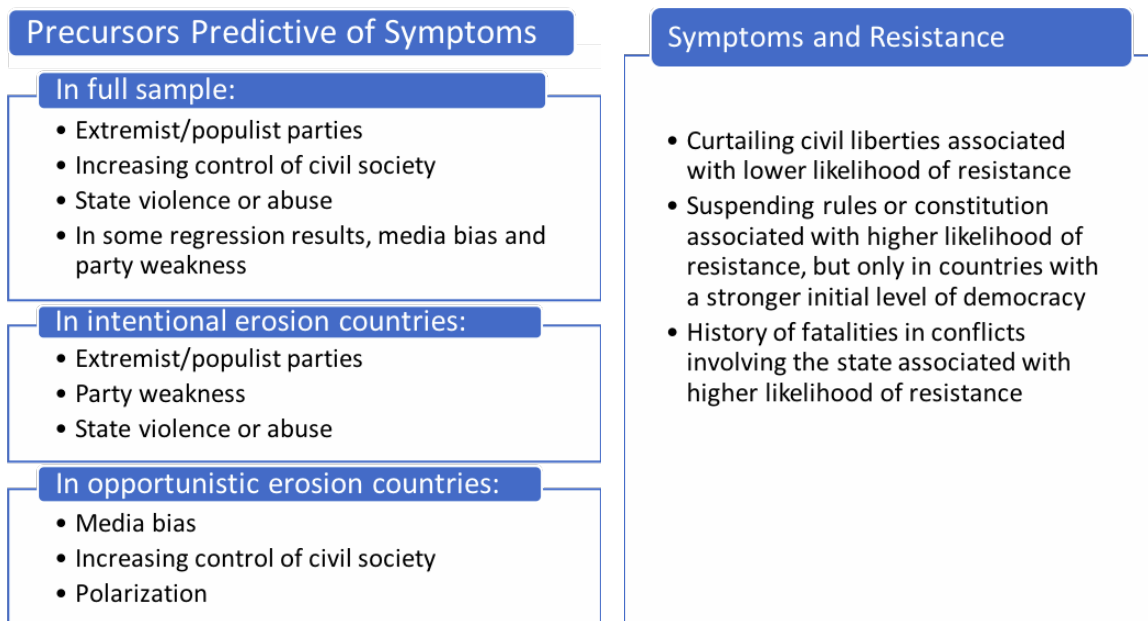 Precursors Predictive of Symptoms
In full sample:
• Extremist/populist parties
• Increasing control of civil society
• State violence or abuse
• In some regression results, media bias and
party weakness
In intentional erosion countries:
• Extremist/populist parties
• Party weakness
• State violence or abuse
In opportunistic erosion countries:
• Media bias
• Increasing control of civil society
• Polarization
Symptoms and Resistance
• Curtailing civil liberties associated
with lower likelihood of resistance
• Suspending rules or constitution
associated with higher likelihood of
resistance, but only in countries with
a stronger initial level of democracy
• History of fatalities in conflicts
involving the state associated with
higher likelihood of resistance